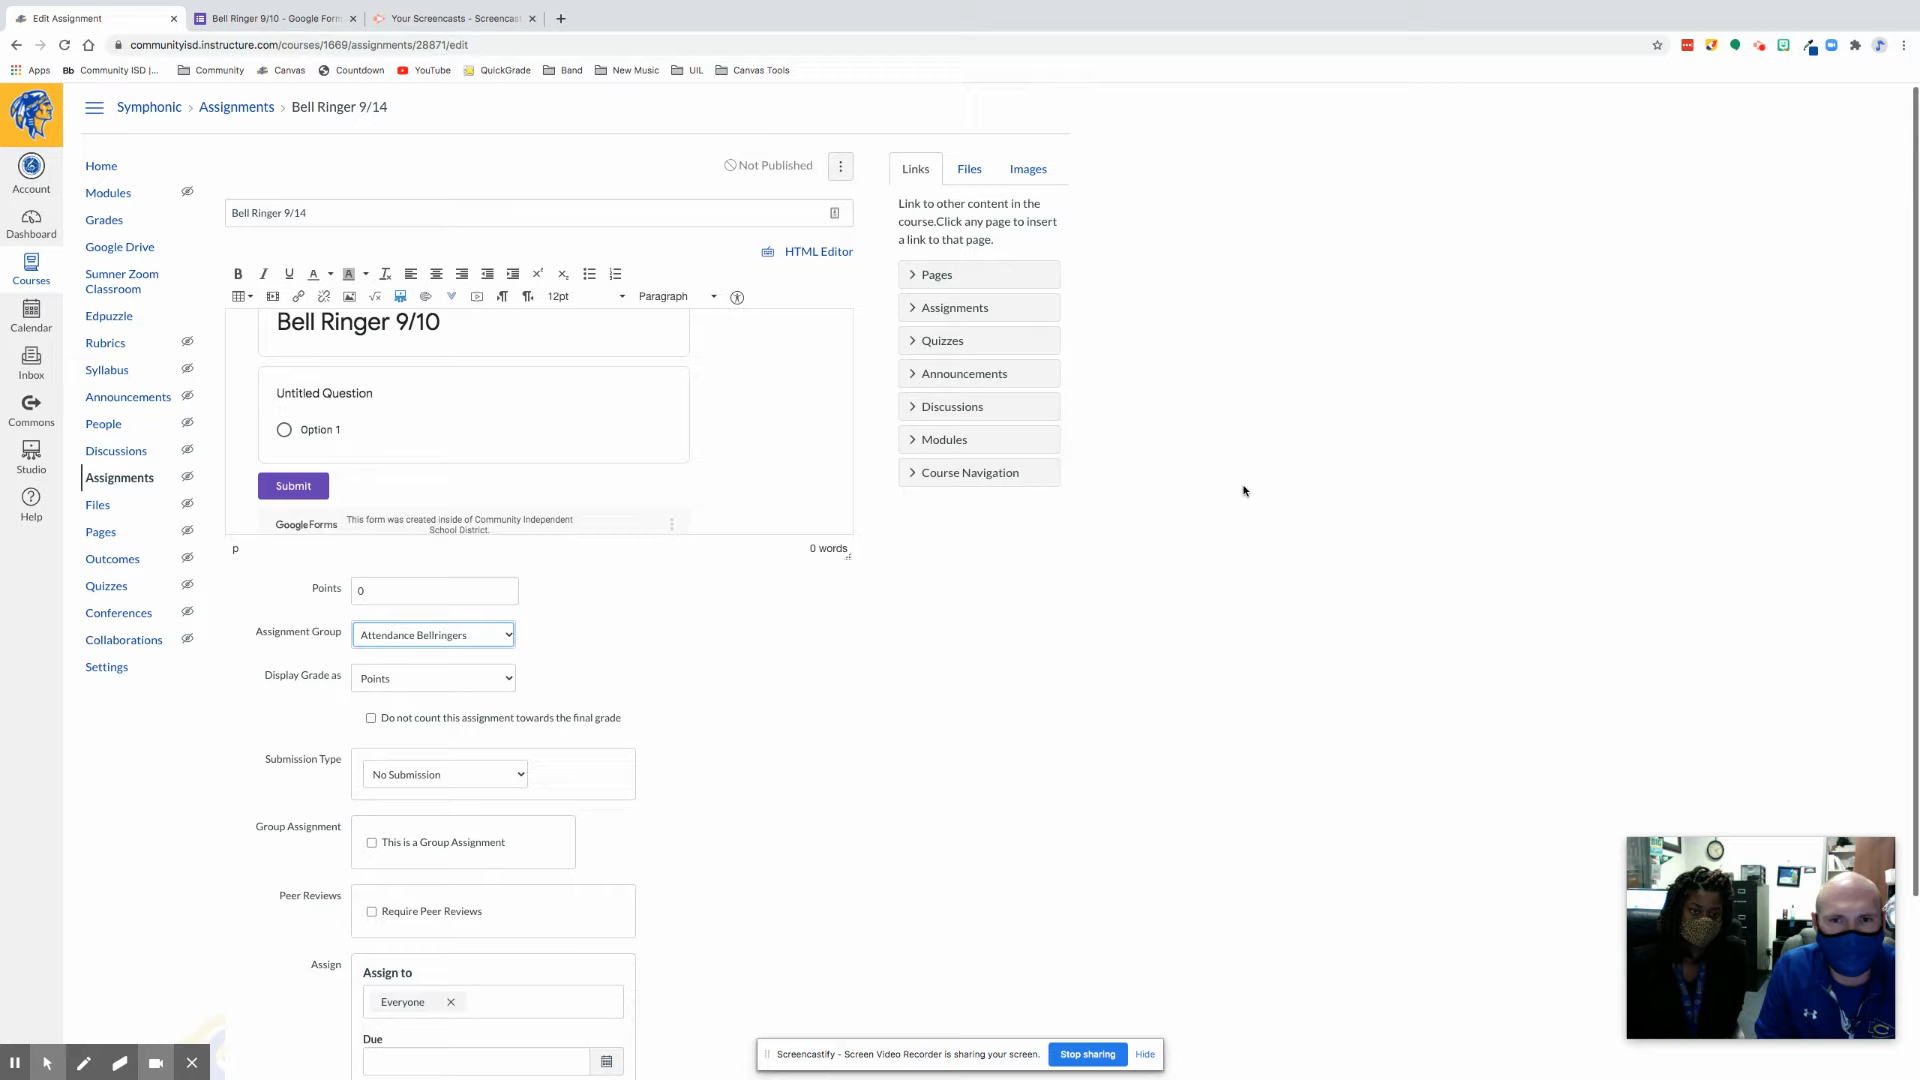 Edit Assignment
Bell Ringer 9/10 - Google Form
Your Screencasts - Screencast
communityisd.instructure.com/courses/1669/assignments/28871/edit
Apps
Bb Community ISD |...
Community
Canvas
Countdown
YouTube
QuickGrade
Band
New Music
UIL
Canvas Tools
Symphonic > Assignments > Bell Ringer 9/14
Account
Dashboard
Courses
Calendar
Inbox
Commons
Studio
Help
Home
Modules
Grades
Google Drive
Sumner Zoom
Classroom
Edpuzzle
Rubrics
Syllabus
Announcements
People
Discussions
Assignments
Files
Pages
Outcomes
Quizzes
Conferences
Collaborations
Settings
Not Published
Bell Ringer 9/14
HTML Editor
12pt
Paragraph
Bell Ringer 9/10
Untitled Question
Option 1
Submit
Google Forms
This form was created inside of Community Independent
School District.
p
0 words
Points
0
Assignment Group
Attendance Bellringers
Display Grade as
Points
Do not count this assignment towards the final grade
Submission Type
No Submission
Group Assignment
This is a Group Assignment
Peer Reviews
Require Peer Reviews
Assign
Assign to
Everyone
Due
Links
Files
Images
Link to other content in the
course.Click any page to insert
a link to that page.
Pages
Assignments
Quizzes
Announcements
Discussions
Modules
Course Navigation
Screencastify - Screen Video Recorder is sharing your screen.
Stop sharing
Hide